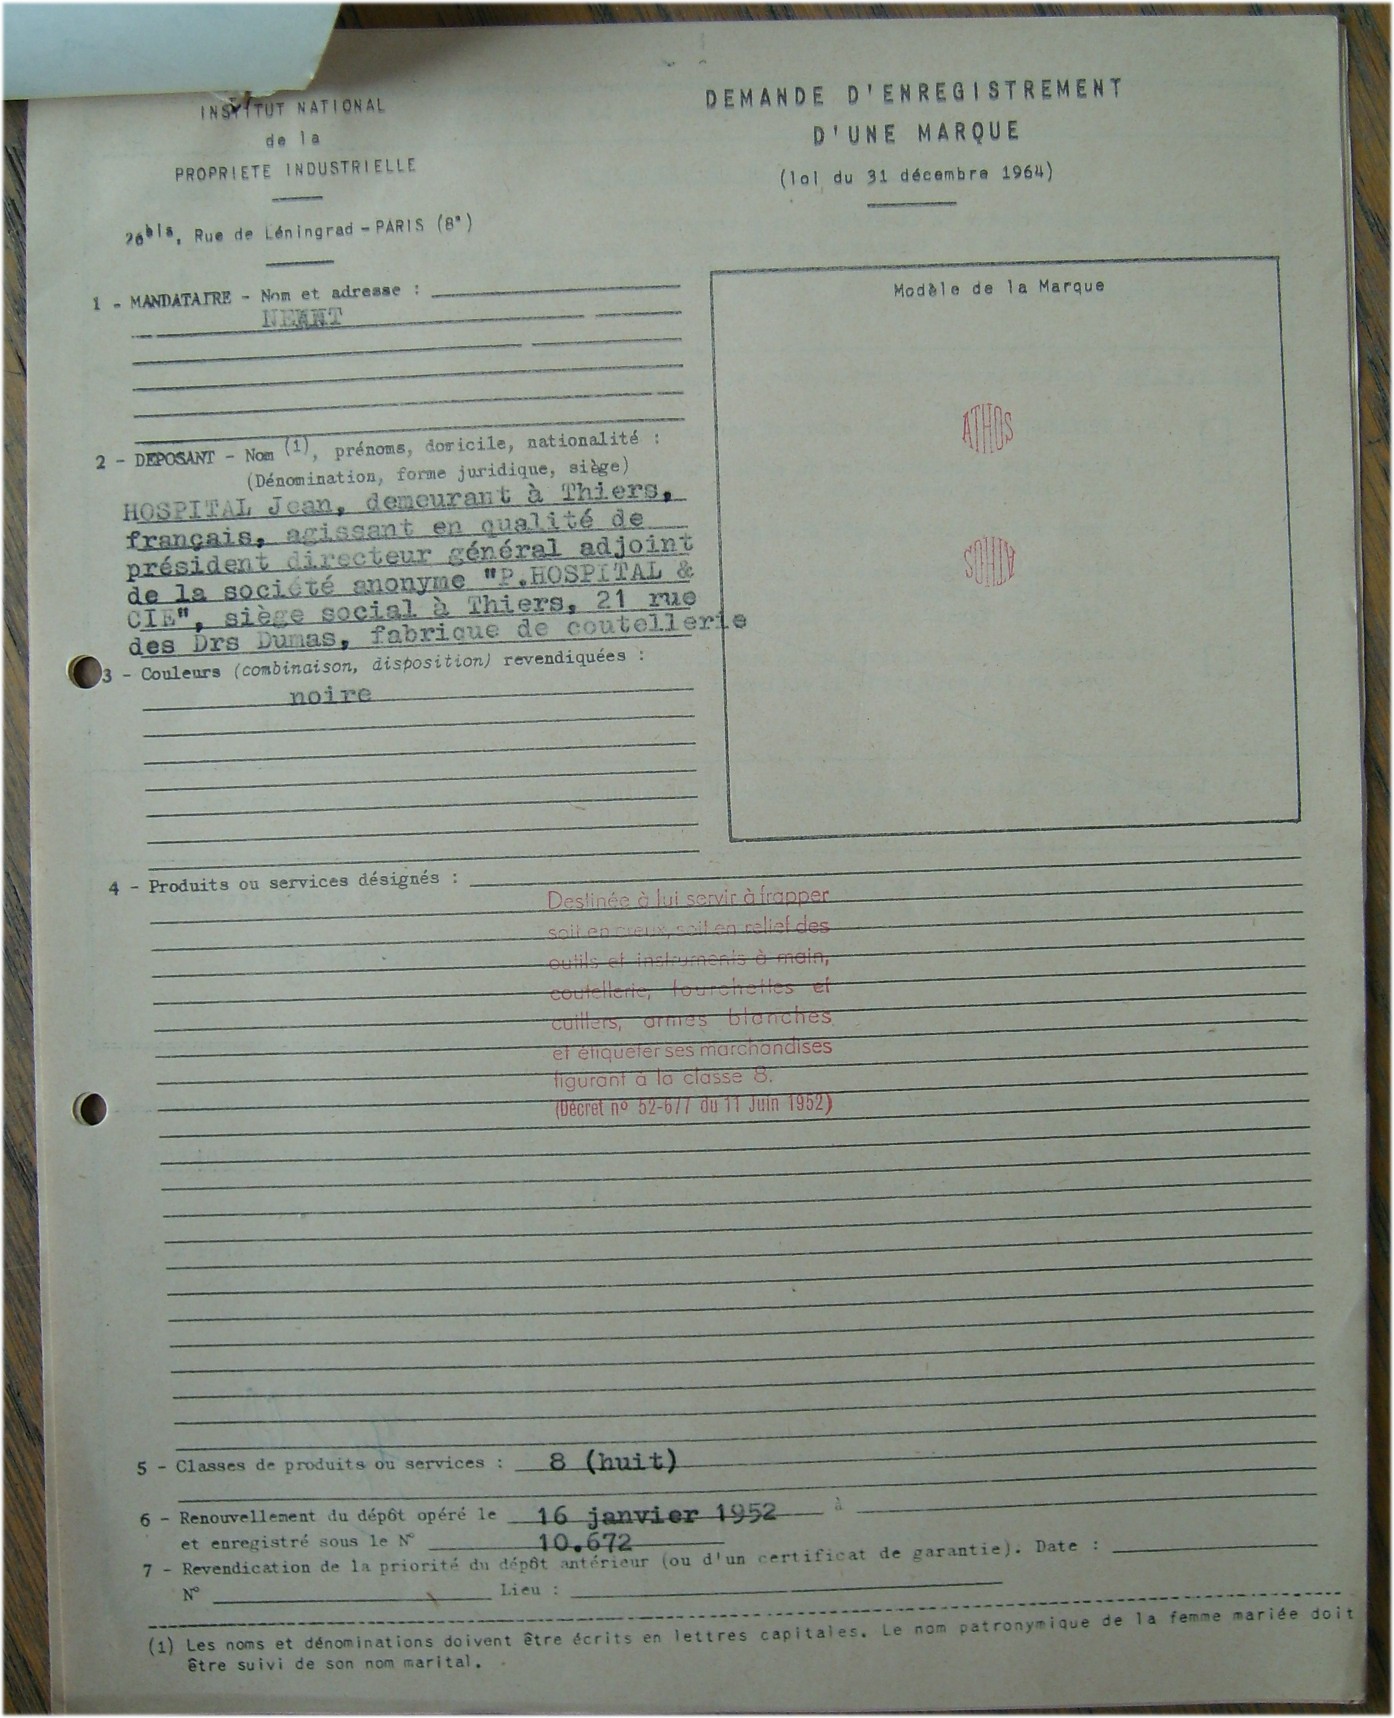 INSTITUT NATIONAL
de la
PROPRIETE INDUSTRIELLE
26bis, Rue de Léningrad - PARIS (8e)
DEMANDE D'ENREGISTREMENT
D'UNE MARQUE
(loi du 31 décembre 1964)
1 - MANDATAIRE - Nom et adresse :
NEANT
2 - DEPOSANT - Nom (1), prénoms, domicile, nationalité :
(Dénomination, forme juridique, siège)
HOSPITAL Jean, demeurant à Thiers,
français, agissant en qualité de
président directeur général adjoint
de la société anonyme "P.HOSPITAL &
CIE", siège social à Thiers, 21 rue
des Drs Dumas, fabrique de coutellerie
3 - Couleurs (combinaison, disposition) revendiquées :
noire
Modèle de la Marque
ATHOS
ATHOS
4 - Produits ou services désignés :
Destinée à lui servir à frapper
soit en creux, soit en relief des
outils et instruments à main,
coutellerie, fourchettes et
cuillers, armes blanches
et étiqueter ses marchandises
figurant à la classe 8.
(Décret nº 52-677 du 11 Juin 1952)
5 - Classes de produits ou services : 8 (huit)
6 - Renouvellement du dépôt opéré le 16 janvier 1952 à
et enregistré sous le N° 10.672
7 - Revendication de la priorité du dépôt antérieur (ou d'un certificat de garantie). Date :
N° Lieu :
(1) Les noms et dénominations doivent être écrits en lettres capitales. Le nom patronymique de la femme mariée doit
être suivi de son nom marital.